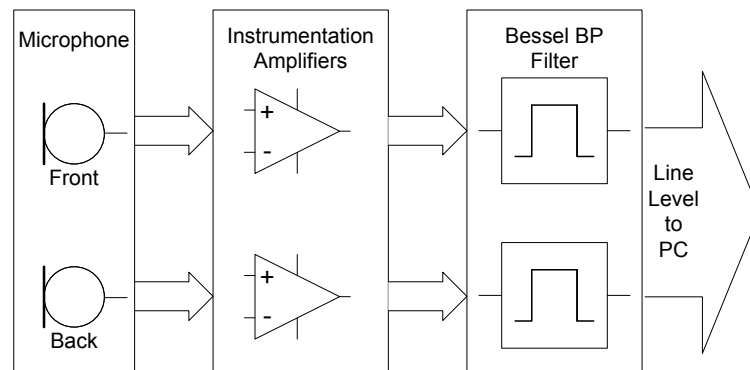 Microphone
Instrumentation
Amplifiers
Bessel BP
Filter
+
-
Front
+
-
Back
Line
Level
to
PC